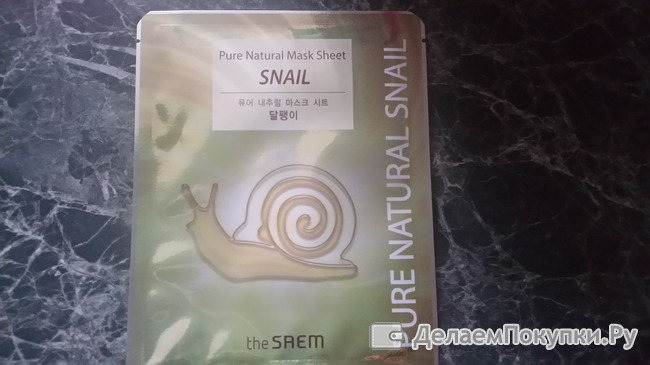 Pure Natural Mask Sheet
SNAIL
퓨어 내추럴 마스크 시트
달팽이
PURE NATURAL SNAIL
the SAEM
ДелаемПокупки.Ру